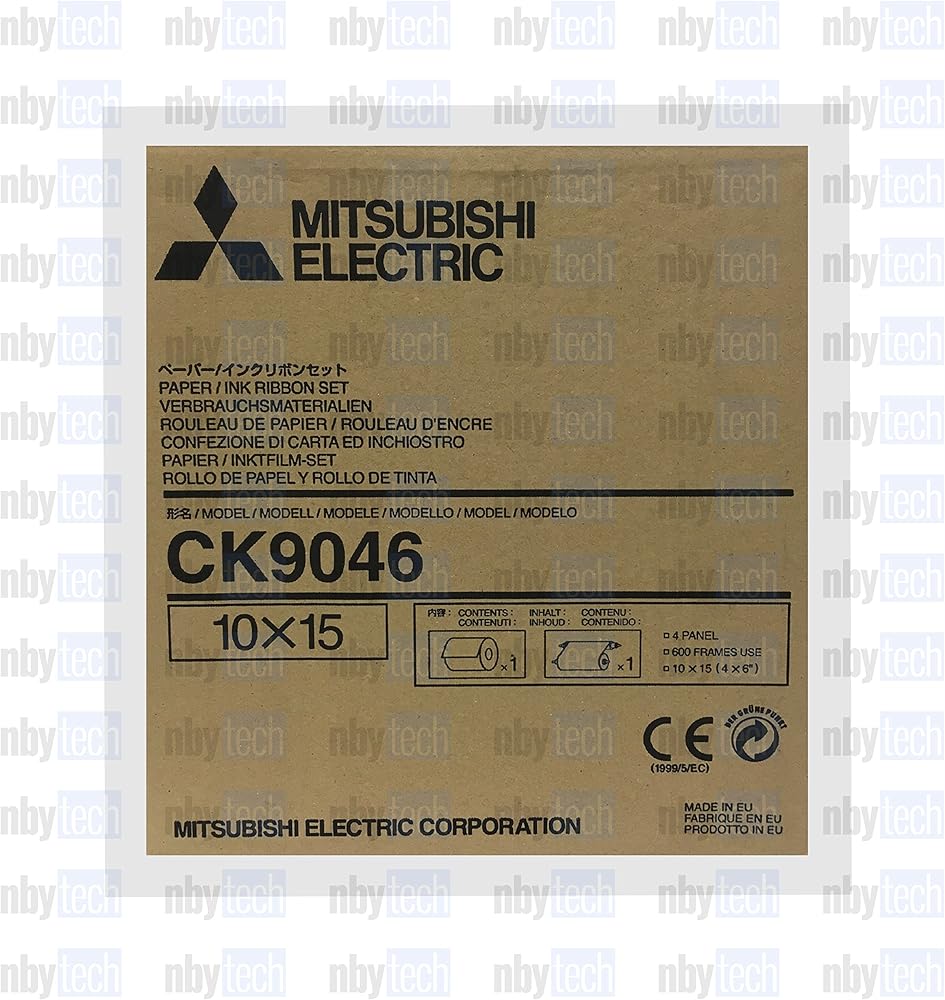 MITSUBISHI
ELECTRIC
ペーパー/インクリボンセット
PAPER / INK RIBBON SET
VERBRAUCHSMATERIALIEN
ROULEAU DE PAPIER / ROULEAU D'ENCRE
CONFEZIONE DI CARTA ED INCHIOSTRO
PAPIER / INKTFILM-SET
ROLLO DE PAPEL Y ROLLO DE TINTA
形名 / MODEL / MODELL / MODELE / MODELLO / MODEL / MODELO
CK9046
10×15
内容: CONTENTS : INHALT : CONTENU :
CONTENUTI : INHOUD : CONTENIDO :
×1 ×1
4 PANEL
600 FRAMES USE
10 × 15 ( 4 × 6" )
DER GRÜNE PUNKT
CE
(1999/5/EC)
MADE IN EU
FABRIQUE EN EU
PRODOTTO IN EU
MITSUBISHI ELECTRIC CORPORATION
nbytech